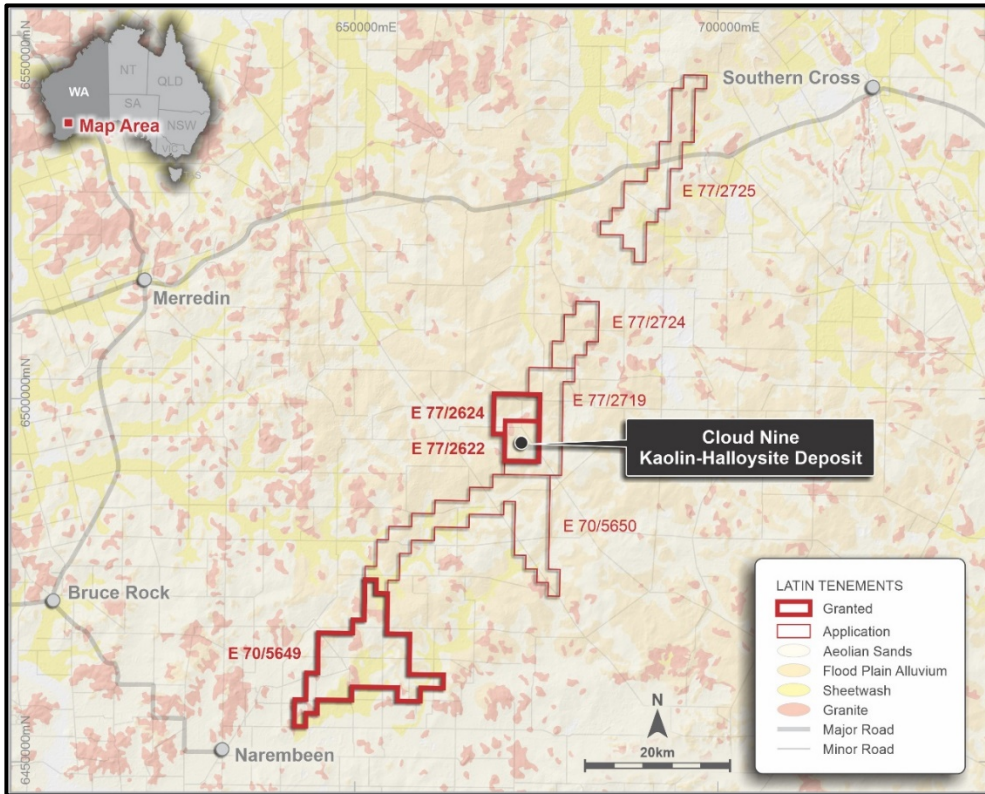 650000mE
700000mE
6550000mN
6500000mN
6450000mN
WA
NT
QLD
SA
NSW
VIC
Map Area
Southern Cross
E 77/2725
Merredin
E 77/2724
E 77/2719
E 77/2624
E 77/2622
Cloud Nine
Kaolin-Halloysite Deposit
E 70/5650
Bruce Rock
E 70/5649
Narembeen
N
20km
LATIN TENEMENTS
Granted
Application
Aeolian Sands
Flood Plain Alluvium
Sheetwash
Granite
Major Road
Minor Road